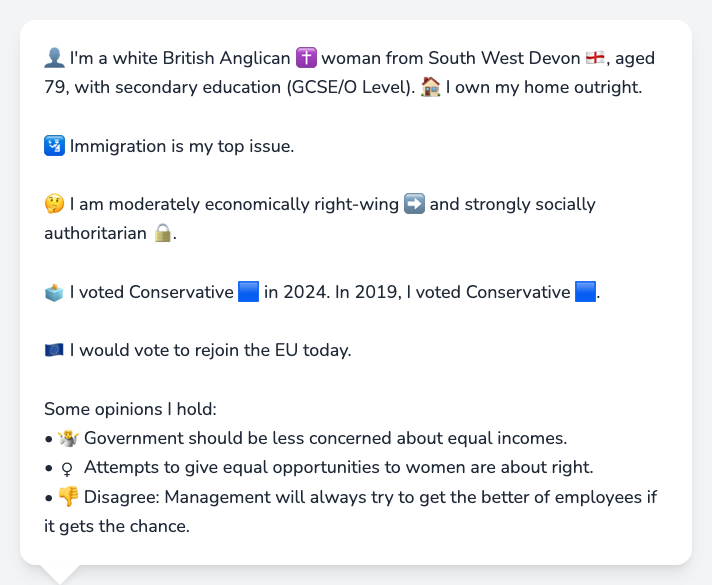 👤 I'm a white British Anglican ✝️ woman from South West Devon 🏴󠁧󠁢󠁥󠁮󠁧󠁿, aged
79, with secondary education (GCSE/O Level). 🏠 I own my home outright.
🛂 Immigration is my top issue.
🤔 I am moderately economically right-wing ➡️ and strongly socially
authoritarian 🔒.
🗳️ I voted Conservative 🟦 in 2024. In 2019, I voted Conservative 🟦.
🇪🇺 I would vote to rejoin the EU today.
Some opinions I hold:
• 🤷 Government should be less concerned about equal incomes.
• ♀ Attempts to give equal opportunities to women are about right.
• 👎 Disagree: Management will always try to get the better of employees if
it gets the chance.